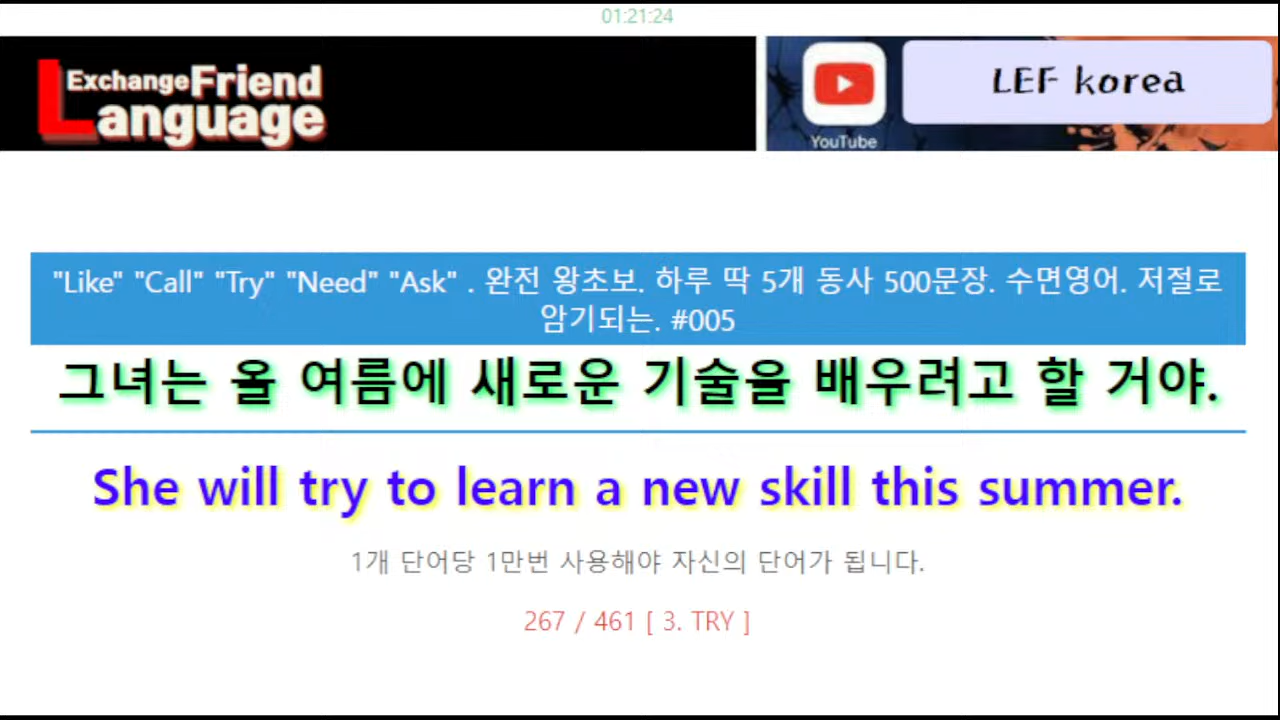 01:21:24
ExchangeFriend
Language
LEF korea
YouTube
"Like" "Call" "Try" "Need" "Ask" . 완전 왕초보. 하루 딱 5개 동사 500문장. 수면영어. 저절로
암기되는. #005
그녀는 올 여름에 새로운 기술을 배우려고 할 거야.
She will try to learn a new skill this summer.
1개 단어당 1만번 사용해야 자신의 단어가 됩니다.
267 / 461 [ 3. TRY ]